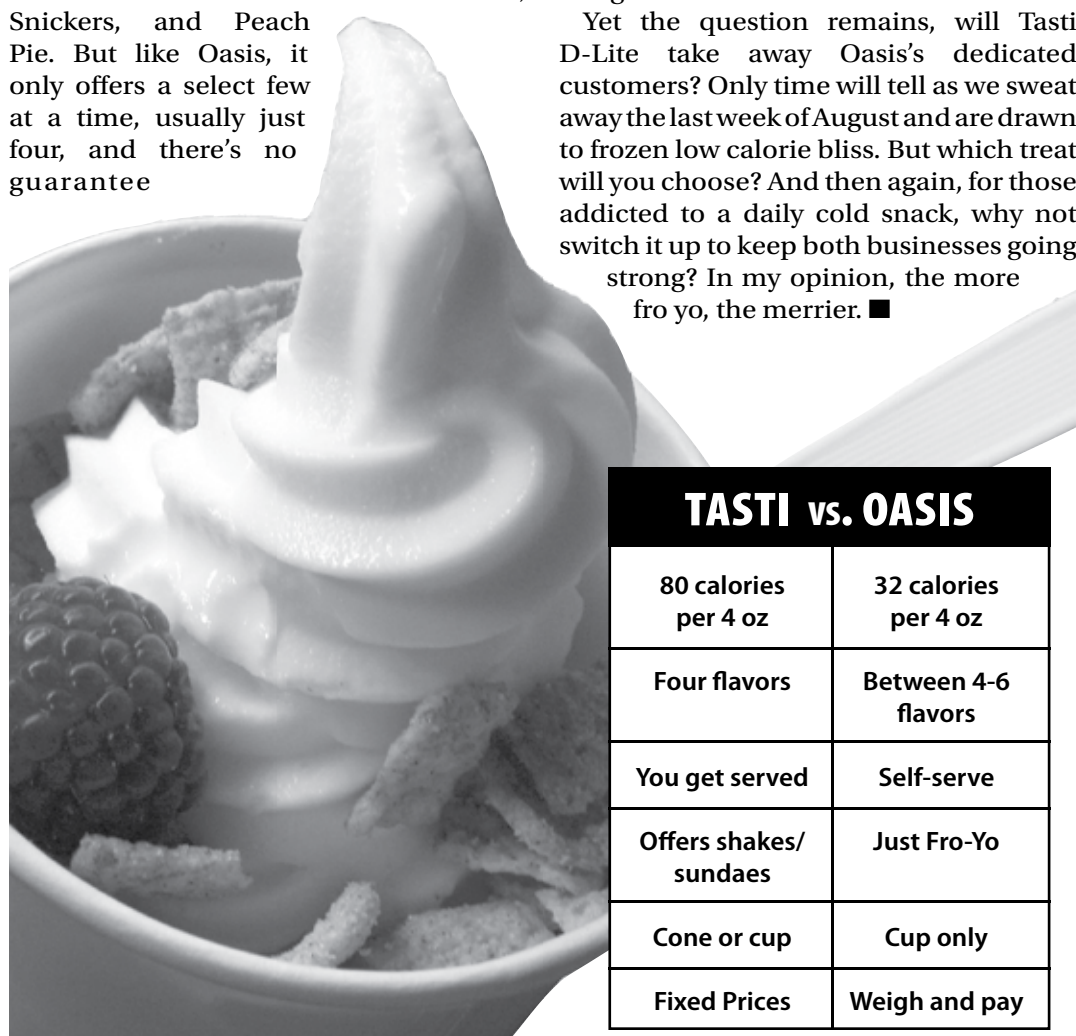 Snickers, and Peach
Pie. But like Oasis, it
only offers a select few
at a time, usually just
four, and there's no
guarantee
Yet the question remains, will Tasti
D-Lite take away Oasis's dedicated
customers? Only time will tell as we sweat
away the last week of August and are drawn
to frozen low calorie bliss. But which treat
will you choose? And then again, for those
addicted to a daily cold snack, why not
switch it up to keep both businesses going
strong? In my opinion, the more
fro yo, the merrier. ■
TASTI vs. OASIS
80 calories
per 4 oz
32 calories
per 4 oz
Four flavors
Between 4-6
flavors
You get served
Self-serve
Offers shakes/
sundaes
Just Fro-Yo
Cone or cup
Cup only
Fixed Prices
Weigh and pay